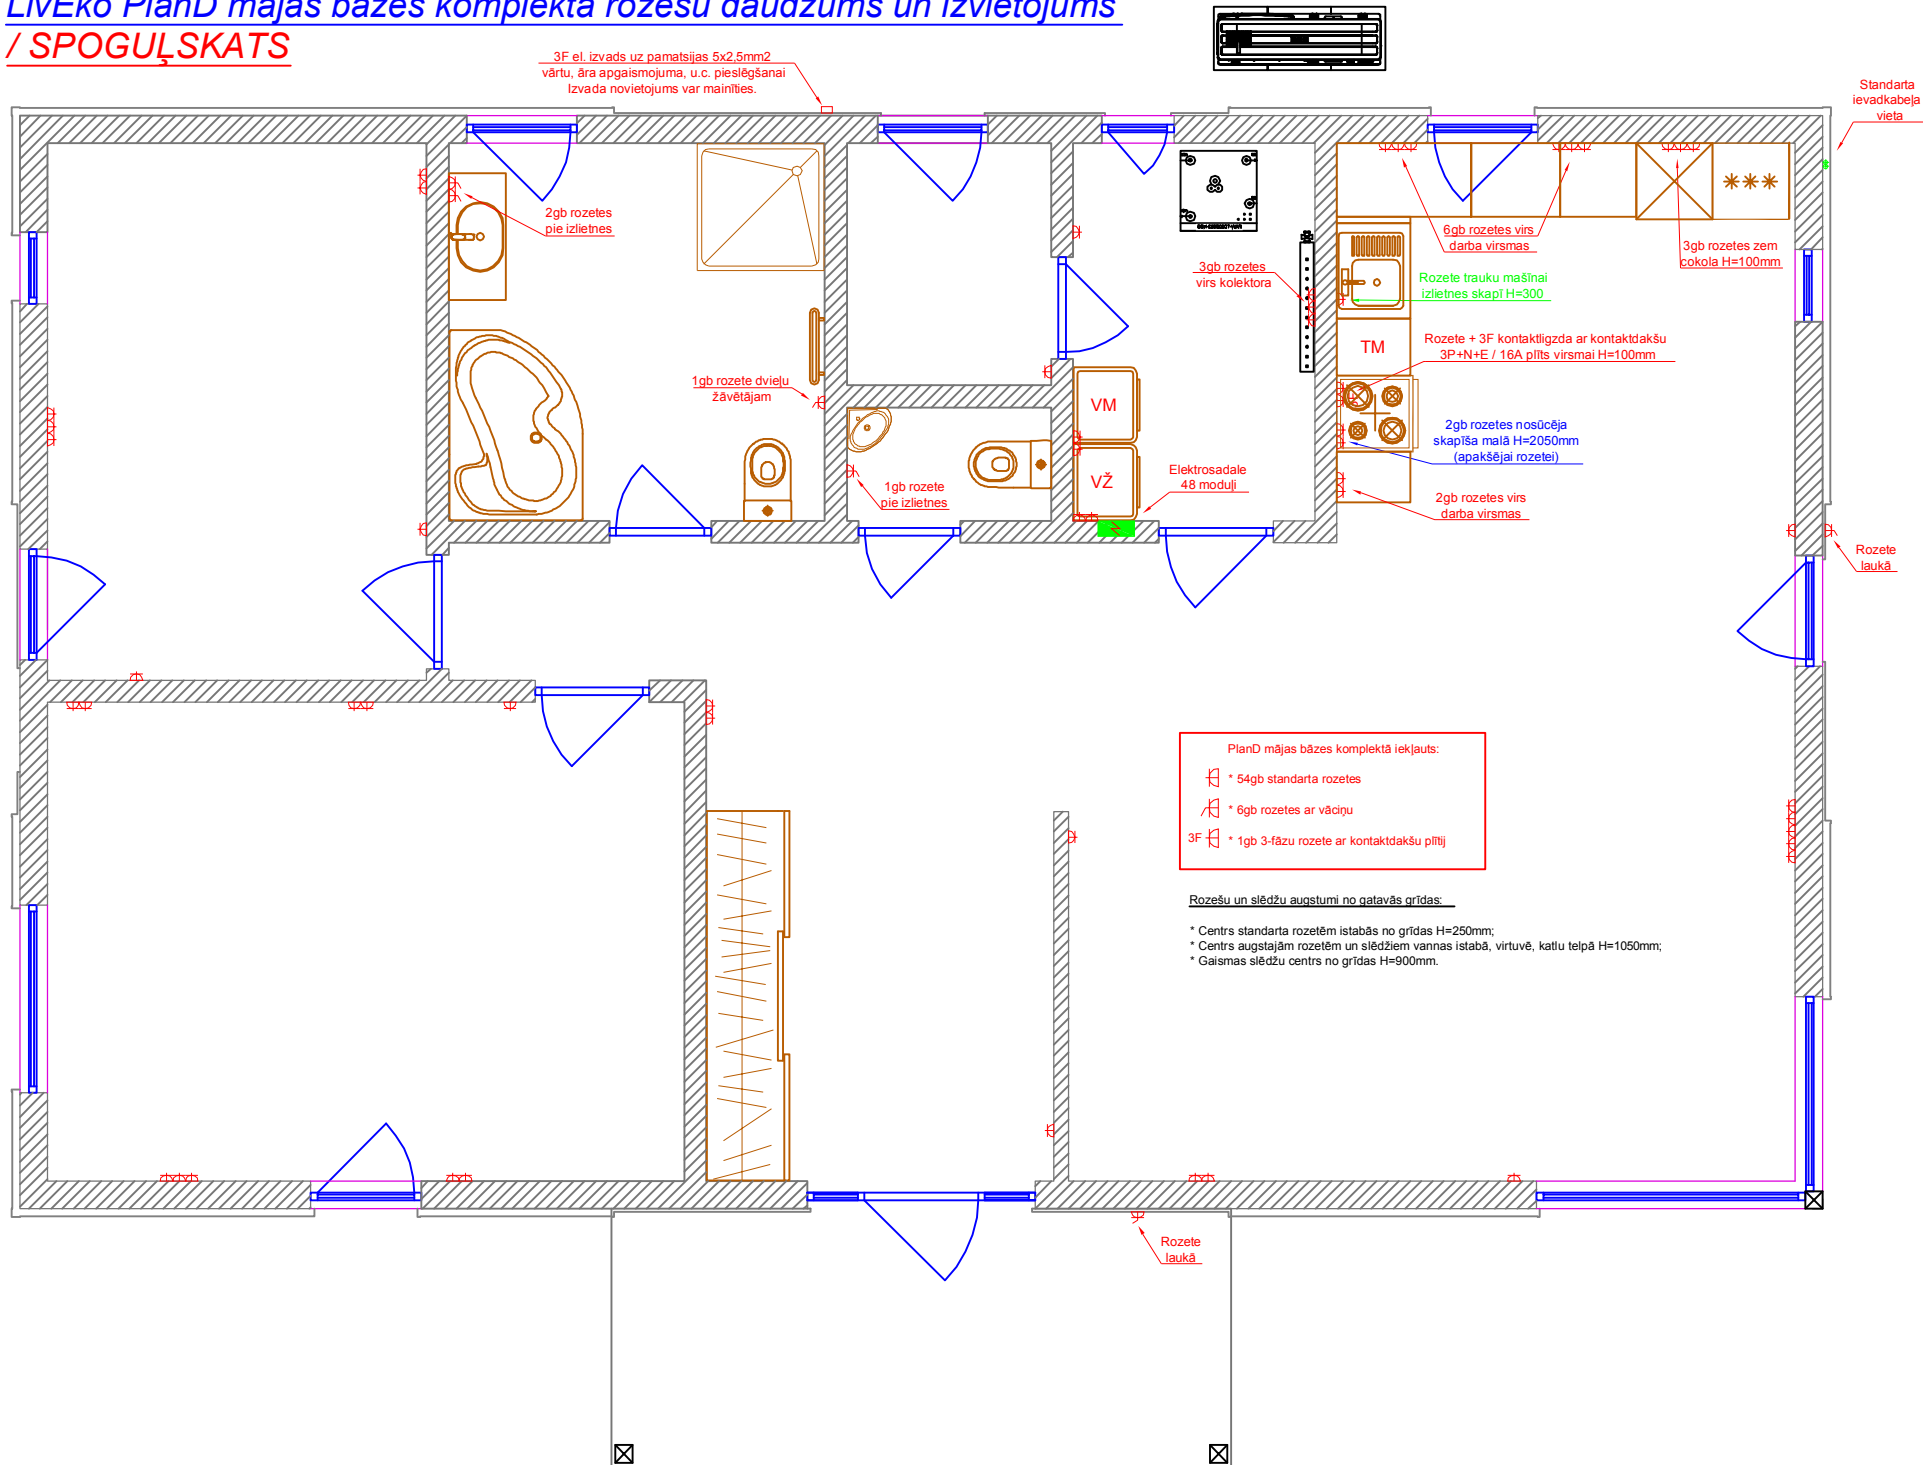 LīvEko PlanD mājas bāzes komplekta rozešu daudzums un izvietojums
/ SPOGUĻSKATS
3F el. izvads uz pamatsijas 5x2,5mm2
vārtu, āra apgaismojuma, u.c. pieslēgšanai
Izvada novietojums var mainīties.
Standarta
ievadkabeļa
vieta
2gb rozetes
pie izlietnes
1gb rozete dvieļu
žāvētājam
1gb rozete
pie izlietnes
3gb rozetes
virs kolektora
VM
VŽ
Elektrosadale
48 moduļi
6gb rozetes virs
darba virsmas
3gb rozetes zem
cokola H=100mm
Rozete trauku mašīnai
izlietnes skapī H=300
TM
Rozete + 3F kontaktligzda ar kontaktdakšu
3P+N+E / 16A plīts virsmai H=100mm
2gb rozetes nosūcēja
skapīša malā H=2050mm
(apakšējai rozetei)
2gb rozetes virs
darba virsmas
Rozete
laukā
PlanD mājas bāzes komplektā iekļauts:
* 54gb standarta rozetes
* 6gb rozetes ar vāciņu
3F * 1gb 3-fāzu rozete ar kontaktdakšu plītij
Rozešu un slēdžu augstumi no gatavās grīdas:
* Centrs standarta rozetēm istabās no grīdas H=250mm;
* Centrs augstajām rozetēm un slēdžiem vannas istabā, virtuvē, katlu telpā H=1050mm;
* Gaismas slēdžu centrs no grīdas H=900mm.
Rozete
laukā